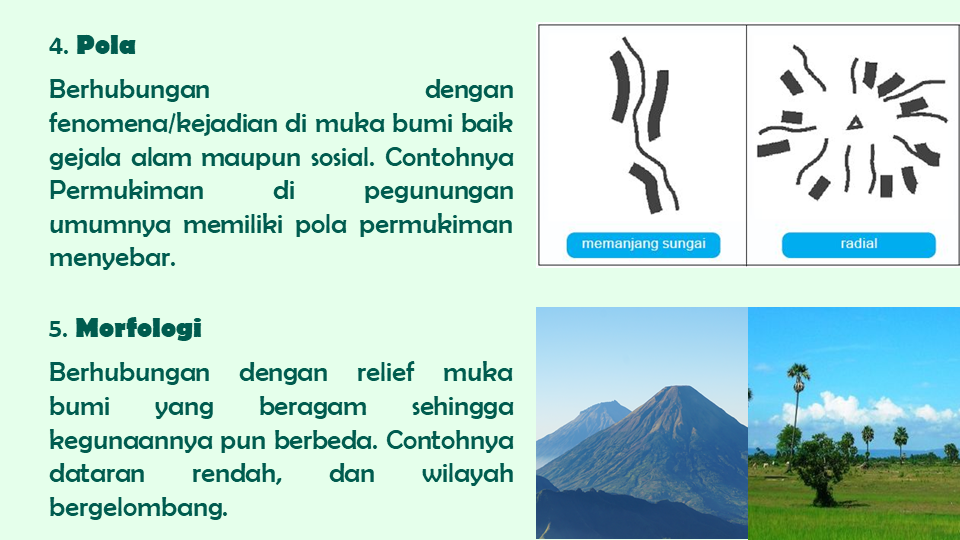 4. Pola
Berhubungan dengan
fenomena/kejadian di muka bumi baik
gejala alam maupun sosial. Contohnya
Permukiman di pegunungan
umumnya memiliki pola permukiman
menyebar.
memanjang sungai
radial
5. Morfologi
Berhubungan dengan relief muka
bumi yang beragam sehingga
kegunaannya pun berbeda. Contohnya
dataran rendah, dan wilayah
bergelombang.